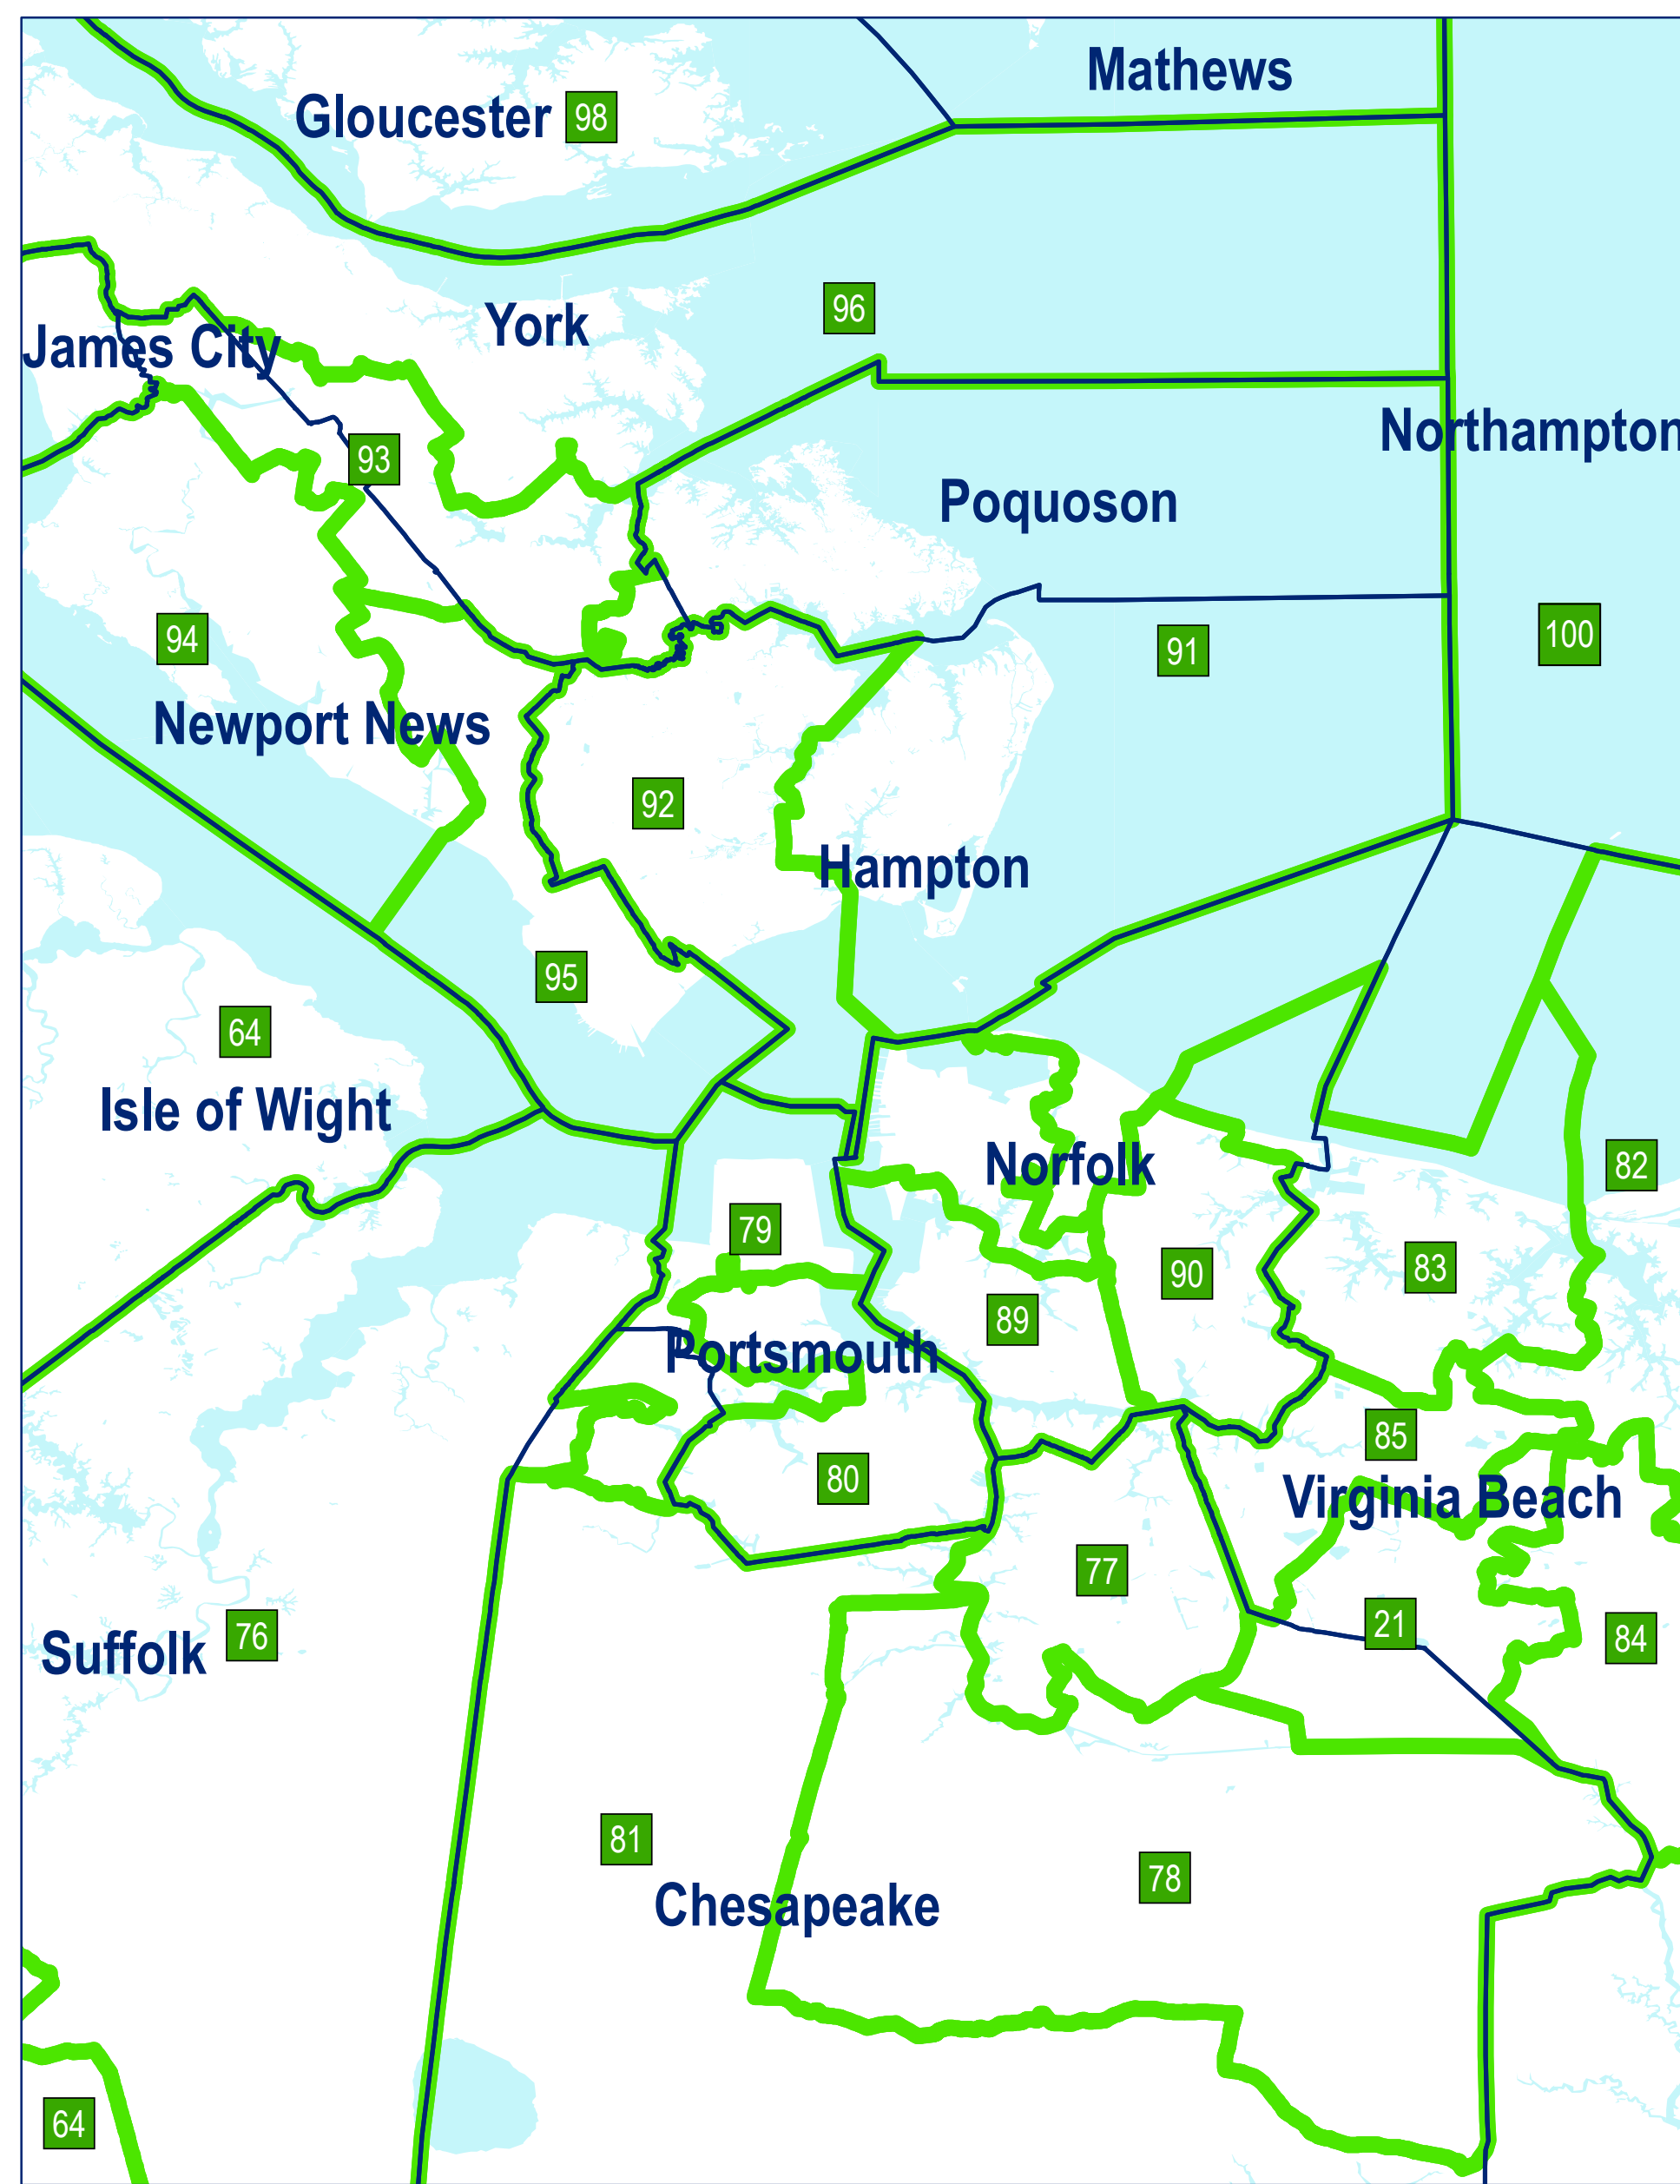 Mathews
Gloucester 98
96
York
James City
Northampton
93
Poquoson
94
91
100
Newport News
92
Hampton
95
64
Isle of Wight
Norfolk
82
79
90
83
89
Portsmouth
85
80
Virginia Beach
77
21
84
Suffolk 76
81
78
Chesapeake
64